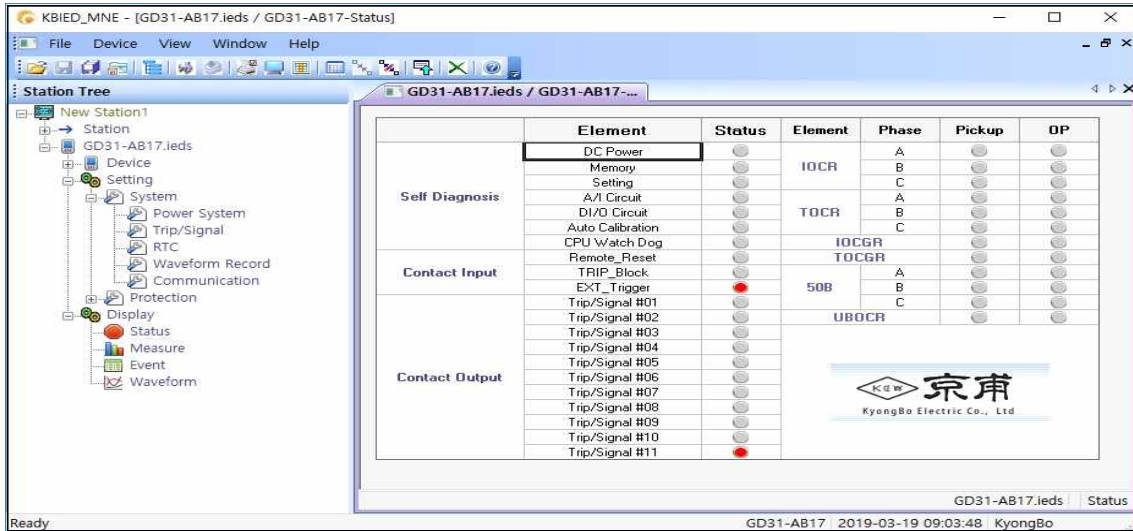 KBIED_MNE - [GD31-AB17.ieds / GD31-AB17-Status]
File Device View Window Help
Station Tree
New Station1
Station
GD31-AB17.ieds
Device
Setting
System
Power System
Trip/Signal
RTC
Waveform Record
Communication
Protection
Display
Status
Measure
Event
Waveform
GD31-AB17.ieds / GD31-AB17-...
Element Status Element Phase Pickup OP
Self Diagnosis
DC Power
Memory
Setting
A/I Circuit
DI/O Circuit
Auto Calibration
CPU Watch Dog
Contact Input
Remote_Reset
TRIP_Block
EXT_Trigger
Contact Output
Trip/Signal #01
Trip/Signal #02
Trip/Signal #03
Trip/Signal #04
Trip/Signal #05
Trip/Signal #06
Trip/Signal #07
Trip/Signal #08
Trip/Signal #09
Trip/Signal #10
Trip/Signal #11
IOCR
A
B
C
TOCR
A
B
C
IOCGR
TOCGR
50B
A
B
C
UBOCR
京甫
KyongBo Electric Co., Ltd
GD31-AB17.ieds Status
Ready
GD31-AB17 2019-03-19 09:03:48 KyongBo